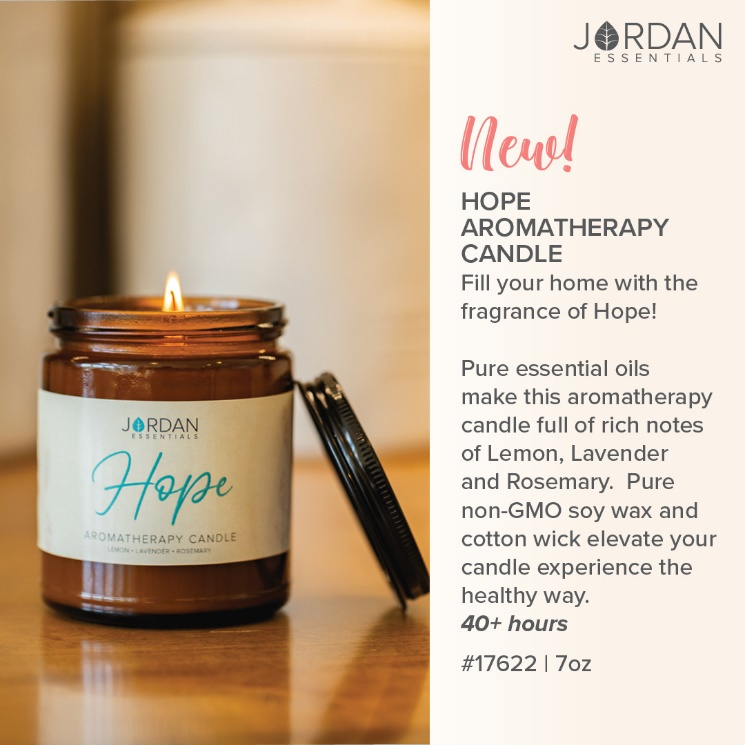 JORDAN
ESSENTIALS
New!
HOPE
AROMATHERAPY
CANDLE
Fill your home with the
fragrance of Hope!
Pure essential oils
make this aromatherapy
candle full of rich notes
of Lemon, Lavender
and Rosemary.  Pure
non-GMO soy wax and
cotton wick elevate your
candle experience the
healthy way.
40+ hours
#17622 | 7oz
JORDAN
ESSENTIALS
Hope
AROMATHERAPY CANDLE
LEMON • LAVENDER • ROSEMARY